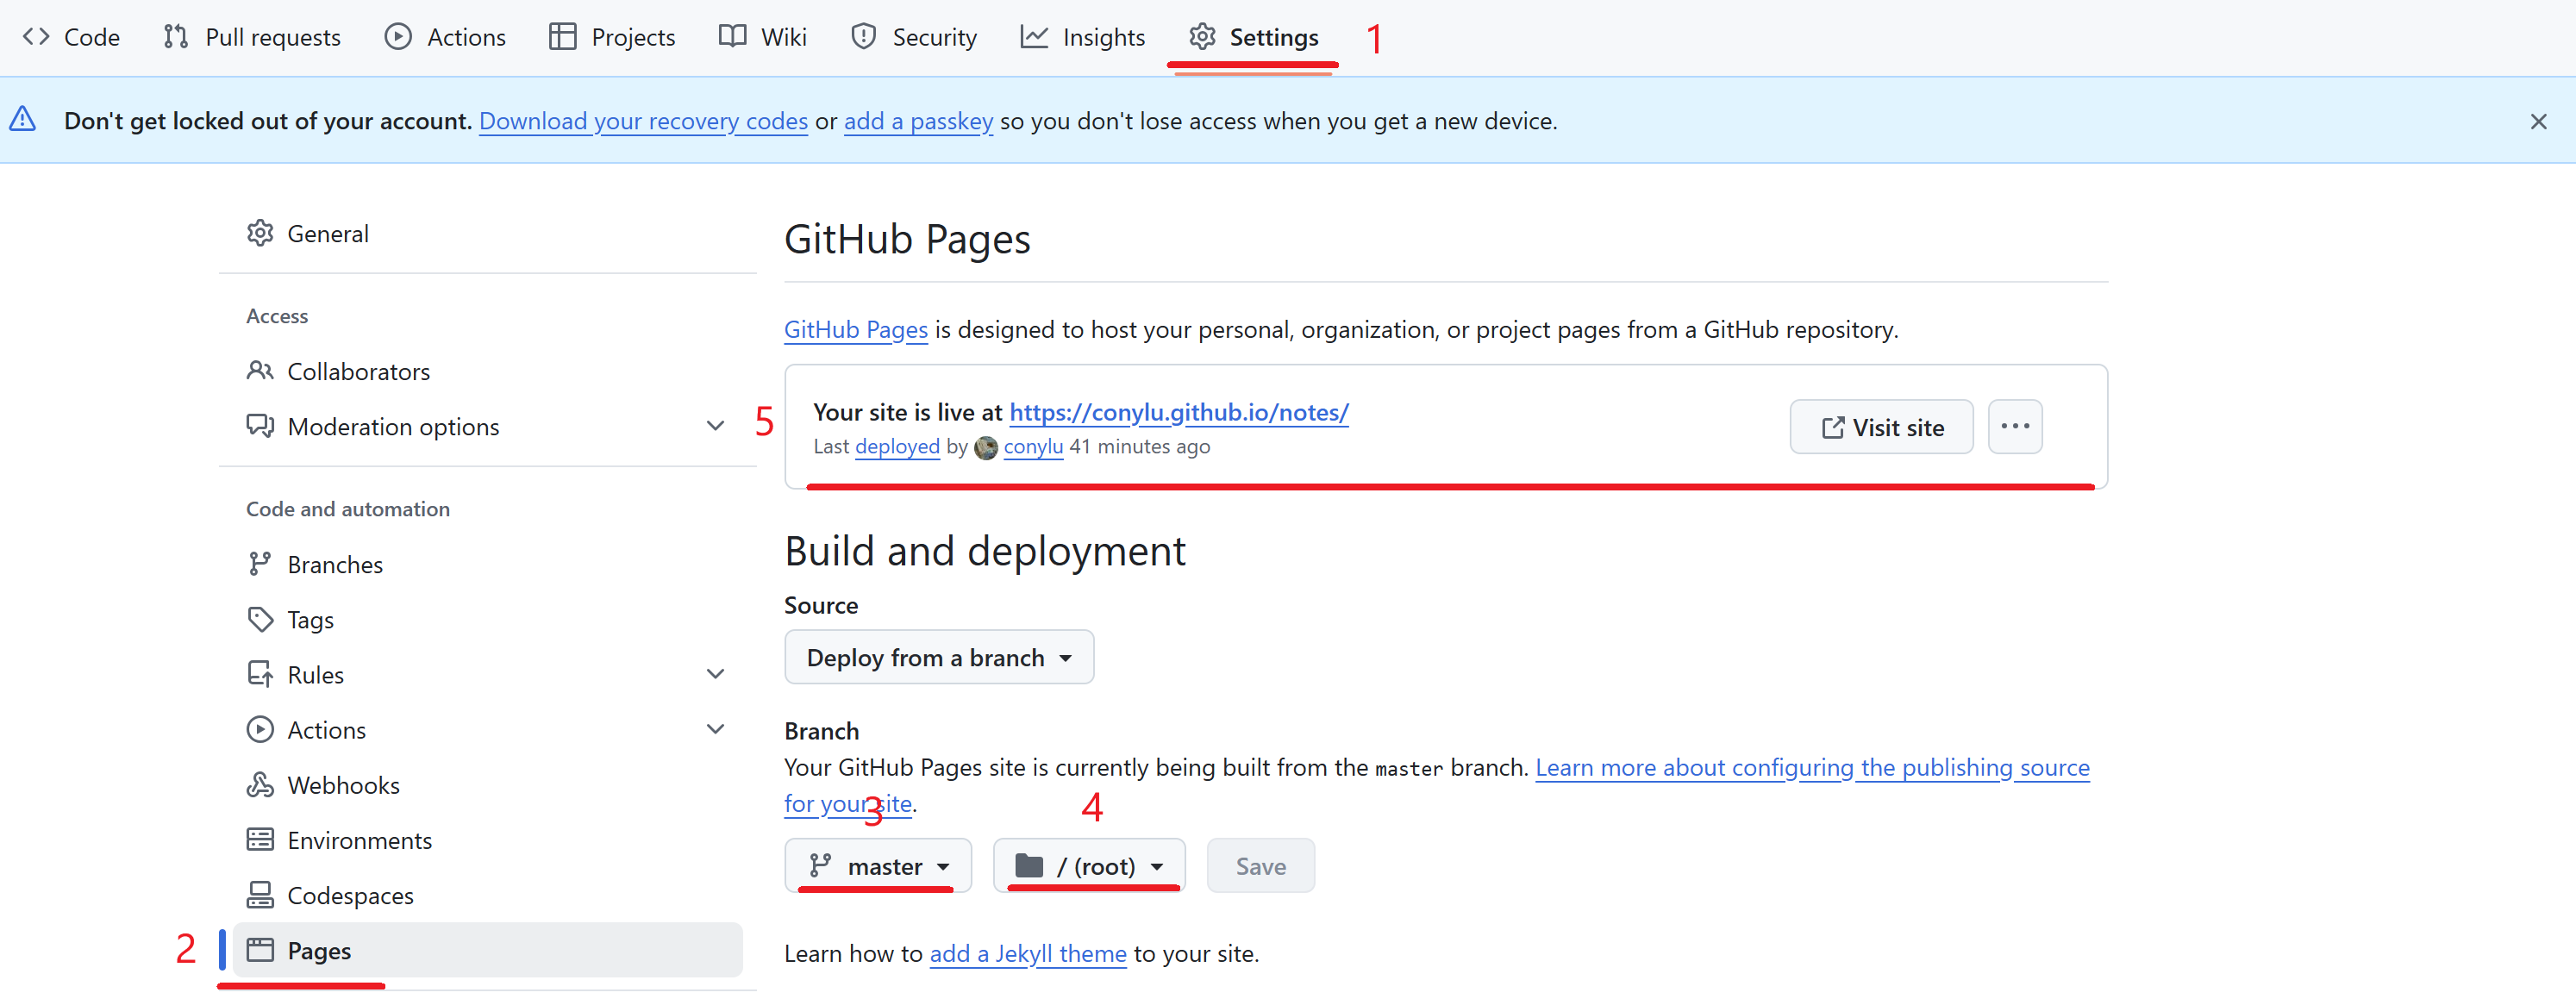 Code Pull requests Actions Projects Wiki Security Insights Settings 1
Don't get locked out of your account. Download your recovery codes or add a passkey so you don't lose access when you get a new device.
General
Access
Collaborators
Moderation options
Code and automation
Branches
Tags
Rules
Actions
Webhooks
Environments
Codespaces
2 Pages
GitHub Pages
GitHub Pages is designed to host your personal, organization, or project pages from a GitHub repository.
5 Your site is live at https://conylu.github.io/notes/
Last deployed by conylu 41 minutes ago
Visit site
Build and deployment
Source
Deploy from a branch
Branch
Your GitHub Pages site is currently being built from the master branch. Learn more about configuring the publishing source
for your site.
3 4
master / (root) Save
Learn how to add a Jekyll theme to your site.